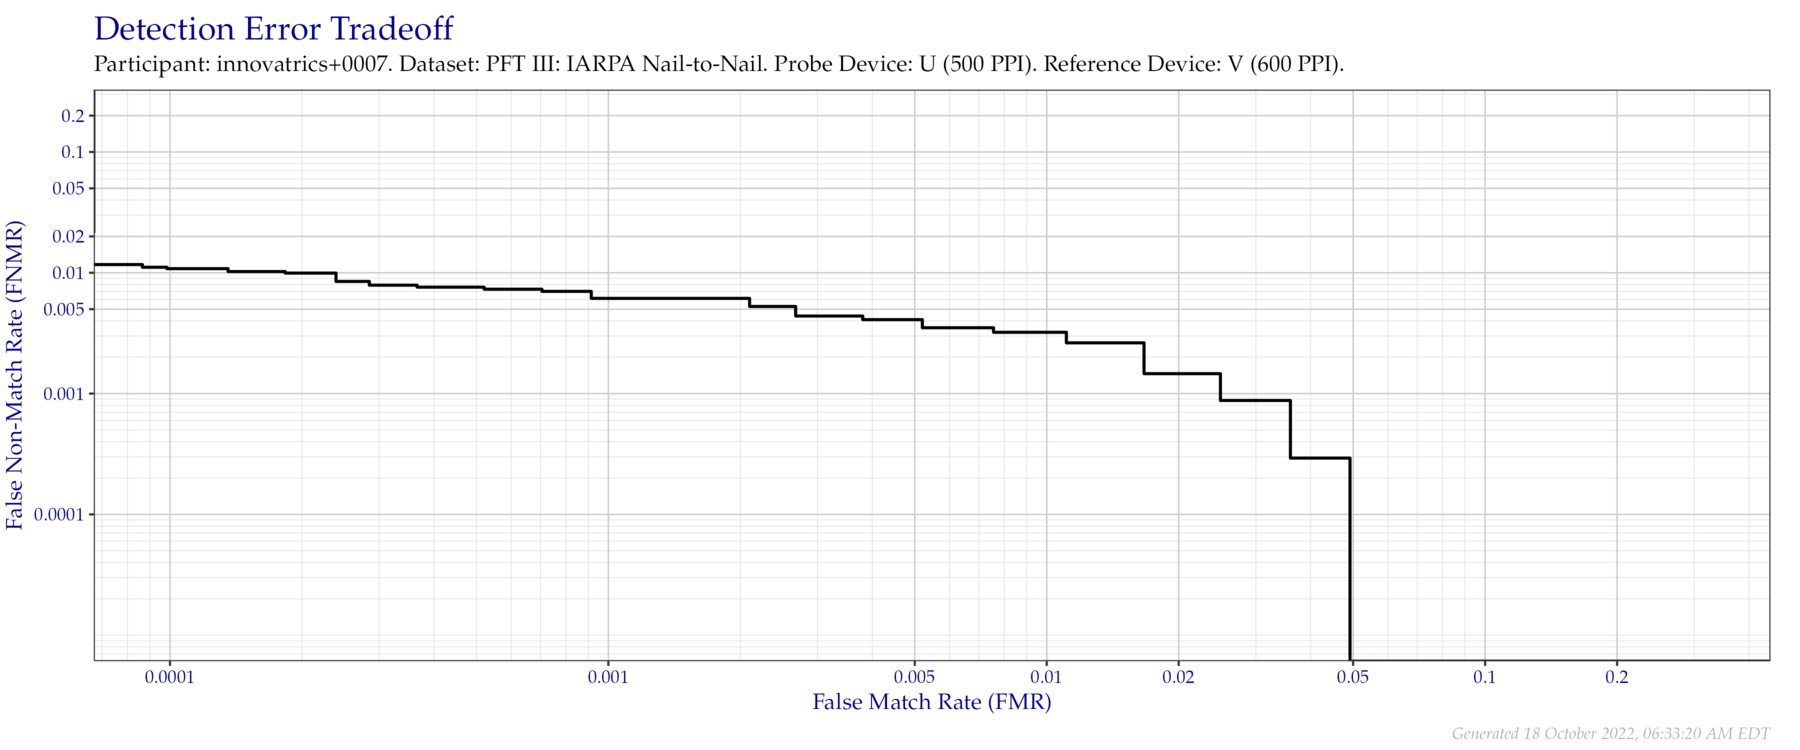 Detection Error Tradeoff
Participant: innovatrics+0007. Dataset: PFT III: IARPA Nail-to-Nail. Probe Device: U (500 PPI). Reference Device: V (600 PPI).
False Non-Match Rate (FNMR)
0.2
0.1
0.05
0.02
0.01
0.005
0.001
0.0001
0.0001 0.001 0.005 0.01 0.02 0.05 0.1 0.2
False Match Rate (FMR)
Generated 18 October 2022, 06:33:20 AM EDT